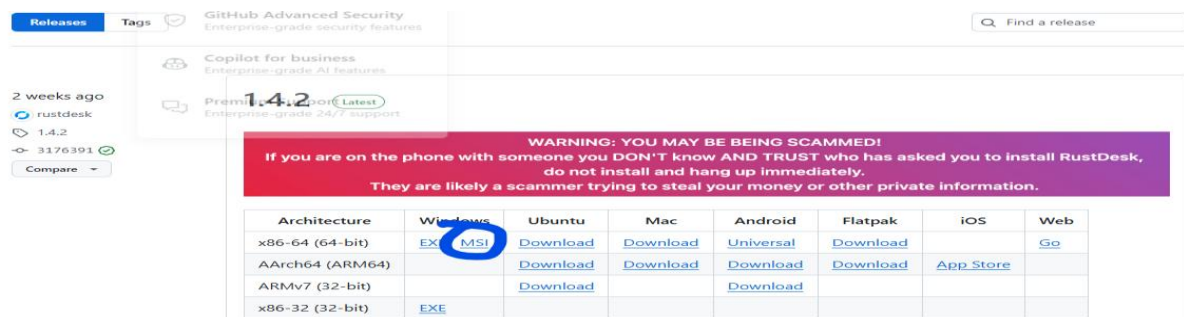 Releases Tags
GitHub Advanced Security
Enterprise-grade security features
Find a release
Copilot for business
Enterprise-grade AI features
Premium Support
Enterprise-grade 24/7 support
2 weeks ago
rustdesk
1.4.2
3176391
Compare
1.4.2 Latest
WARNING: YOU MAY BE BEING SCAMMED!
If you are on the phone with someone you DON'T know AND TRUST who has asked you to install RustDesk,
do not install and hang up immediately.
They are likely a scammer trying to steal your money or other private information.
Architecture Windows Ubuntu Mac Android Flatpak iOS Web
x86-64 (64-bit) EXE MSI Download Download Universal Download Go
AArch64 (ARM64) Download Download Download Download App Store
ARMv7 (32-bit) Download Download
x86-32 (32-bit) EXE